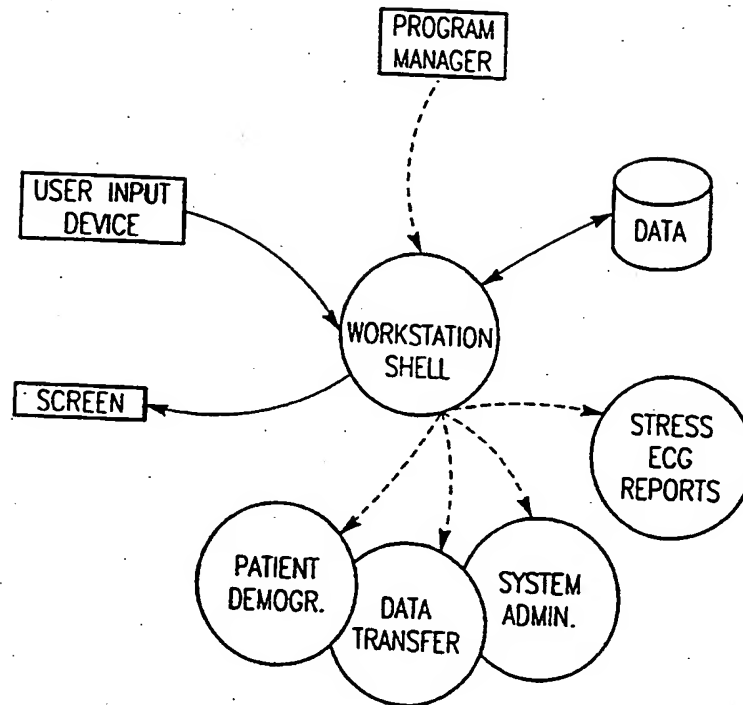 PROGRAM
MANAGER
USER INPUT
DEVICE
DATA
WORKSTATION
SHELL
SCREEN
STRESS
ECG
REPORTS
PATIENT
DEMOGR.
DATA
TRANSFER
SYSTEM
ADMIN.